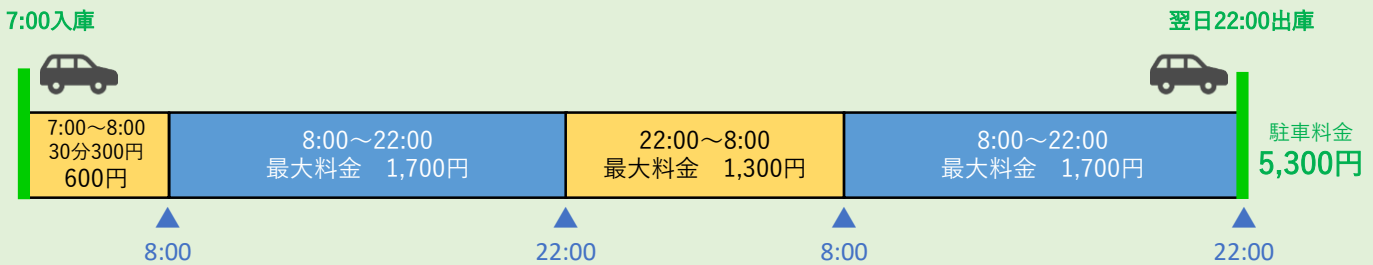 7:00入庫
翌日22:00出庫
7:00～8:00
30分300円
600円
8:00～22:00
最大料金　1,700円
22:00～8:00
最大料金　1,300円
8:00～22:00
最大料金　1,700円
駐車料金
5,300円
8:00
22:00
8:00
22:00